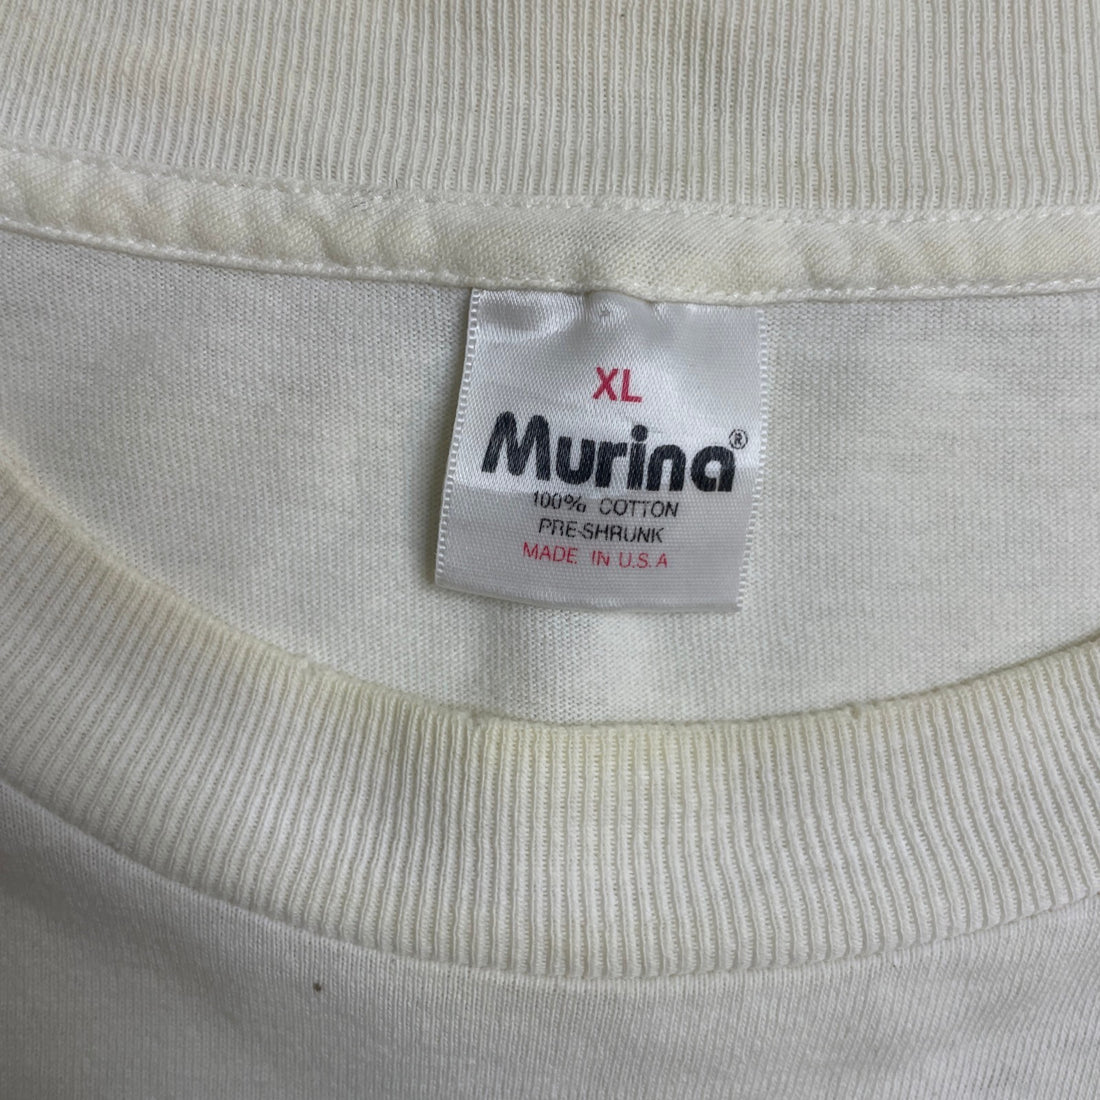 XL
Murina®
100% COTTON
PRE-SHRUNK
MADE IN U.S.A